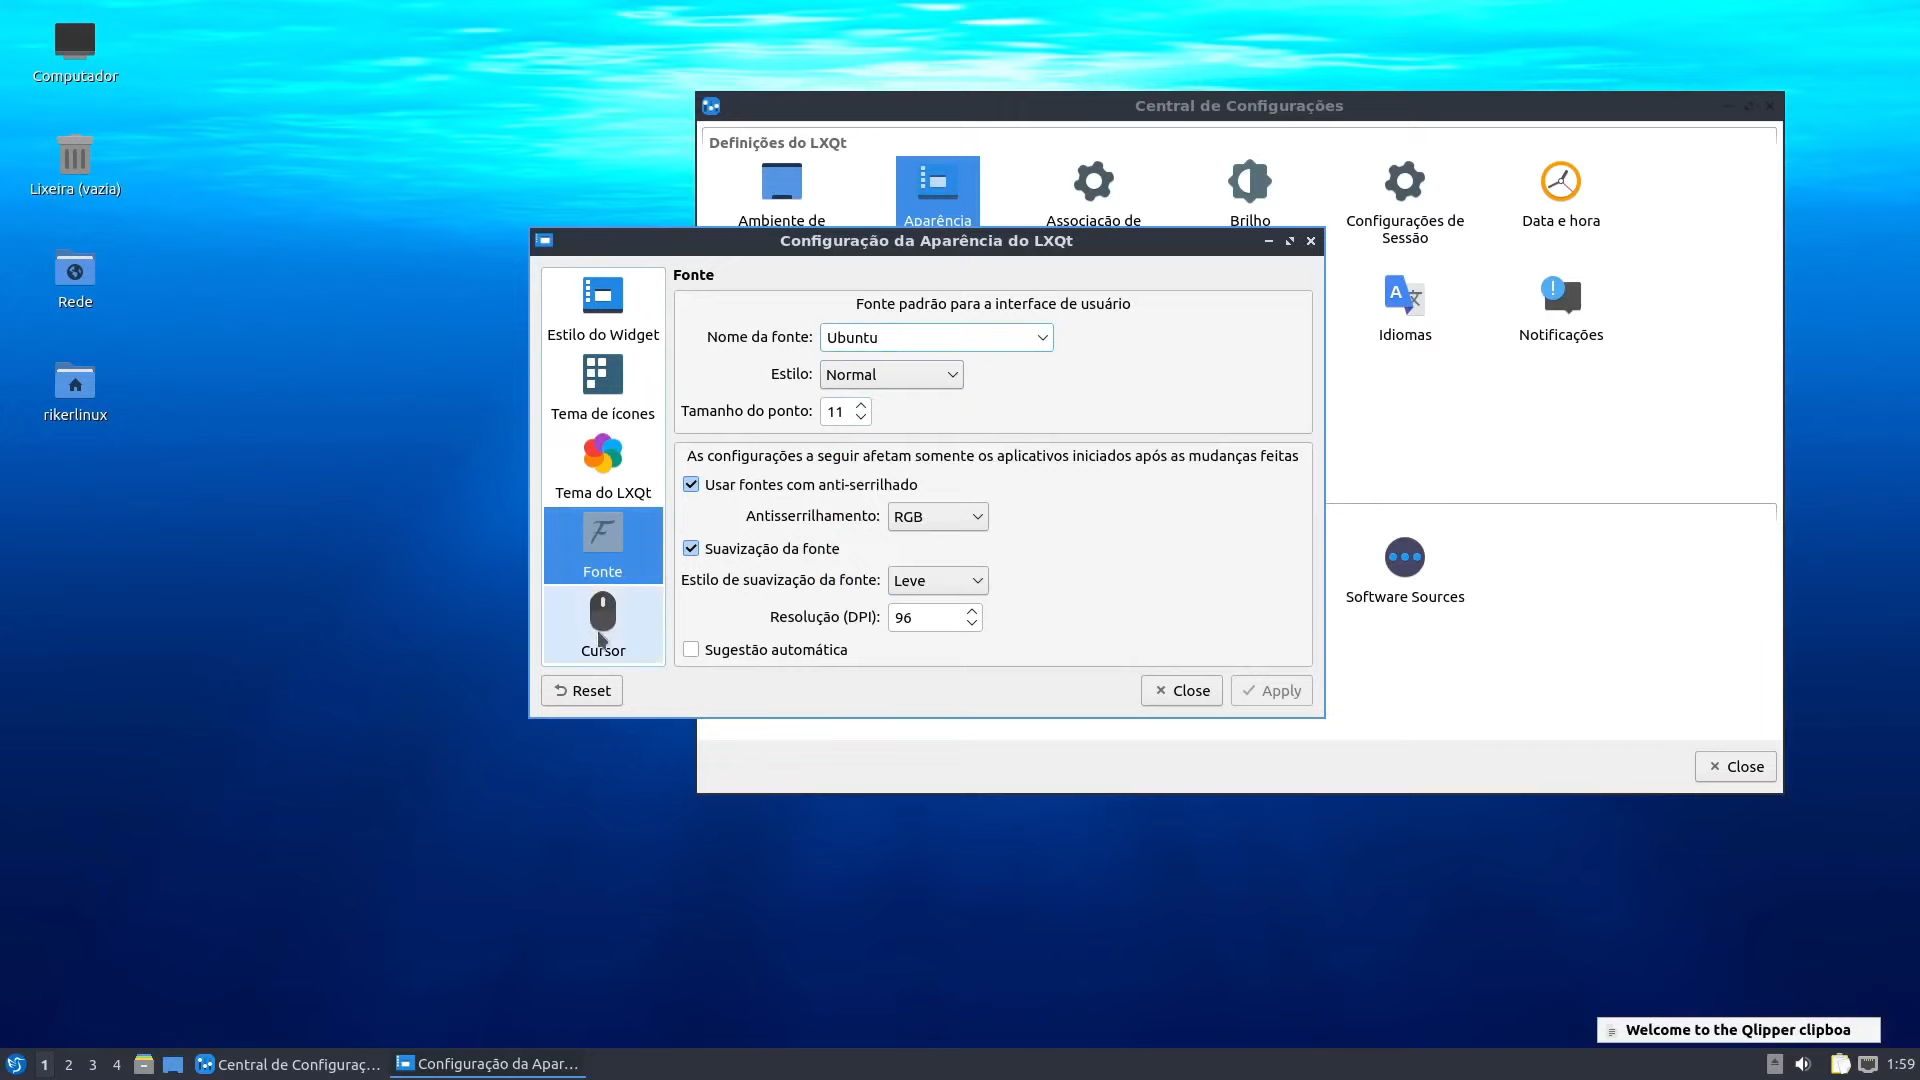 Computador
Lixeira (vazia)
Rede
rikerlinux
Central de Configurações
Definições do LXQt
Ambiente de
Aparência
Associação de
Brilho
Configurações de
Sessão
Data e hora
Idiomas
Notificações
Software Sources
Close
Configuração da Aparência do LXQt
Estilo do Widget
Tema de ícones
Tema do LXQt
Fonte
Cursor
Fonte
Fonte padrão para a interface de usuário
Nome da fonte: Ubuntu
Estilo: Normal
Tamanho do ponto: 11
As configurações a seguir afetam somente os aplicativos iniciados após as mudanças feitas
Usar fontes com anti-serrilhado
Antisserrilhamento: RGB
Suavização da fonte
Estilo de suavização da fonte: Leve
Resolução (DPI): 96
Sugestão automática
Reset
Close
Apply
Welcome to the Qlipper clipboa
1 2 3 4
Central de Configuraç...
Configuração da Apar...
1:59